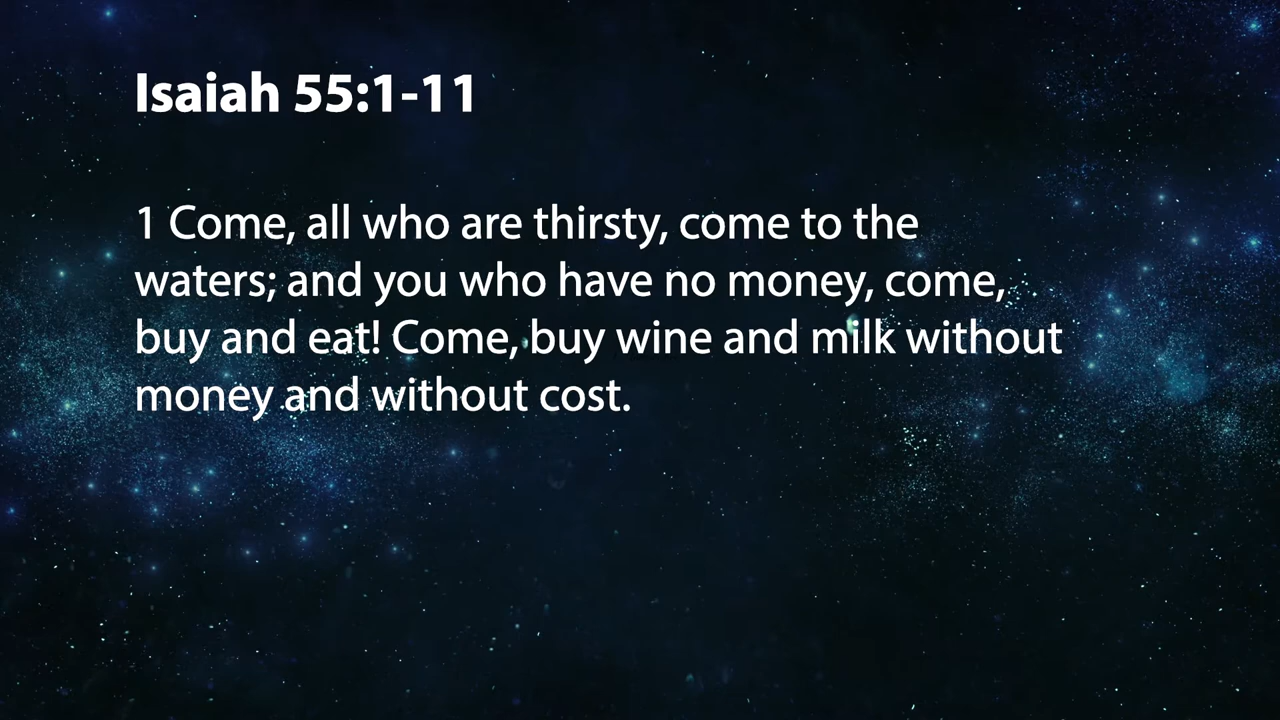 Isaiah 55:1-11
1 Come, all who are thirsty, come to the
waters; and you who have no money, come,
buy and eat! Come, buy wine and milk without
money and without cost.